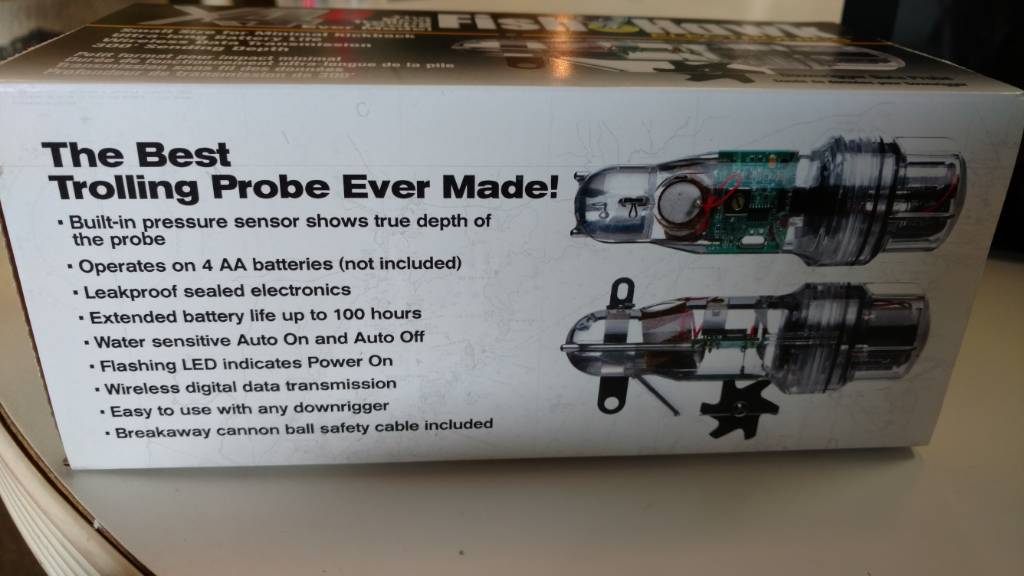 Fish Hawk
300' Sending Depth
The Best
Trolling Probe Ever Made!
· Built-in pressure sensor shows true depth of
the probe
· Operates on 4 AA batteries (not included)
· Leakproof sealed electronics
· Extended battery life up to 100 hours
· Water sensitive Auto On and Auto Off
· Flashing LED indicates Power On
· Wireless digital data transmission
· Easy to use with any downrigger
· Breakaway cannon ball safety cable included